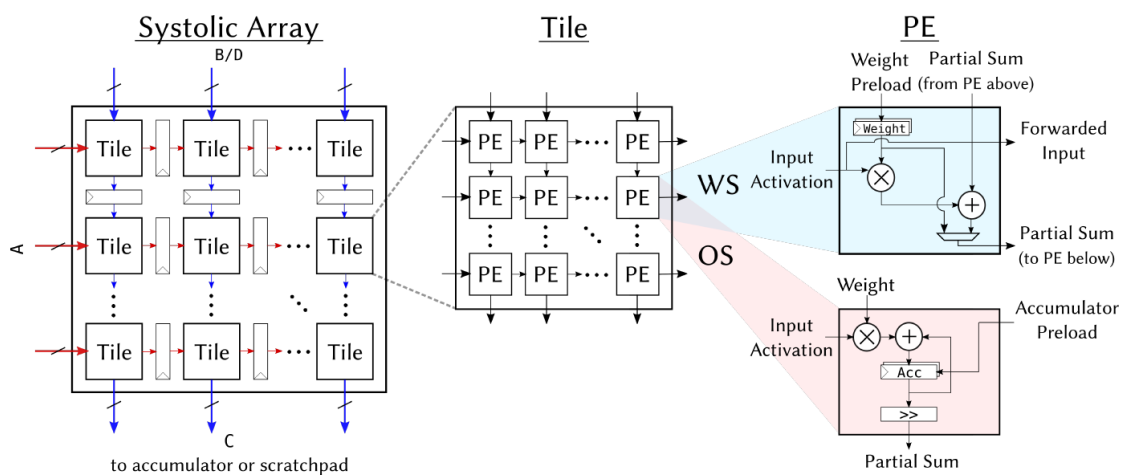 Systolic Array
B/D
Tile
Tile
Tile
Tile
Tile
Tile
A
Tile
Tile
Tile
C
to accumulator or scratchpad
Tile
PE
PE
PE
PE
PE
PE
PE
PE
PE
WS
OS
PE
Weight
Preload
Partial Sum
(from PE above)
Weight
Forwarded
Input
Input
Activation
Partial Sum
(to PE below)
Weight
Accumulator
Preload
Input
Activation
Acc
>>
Partial Sum